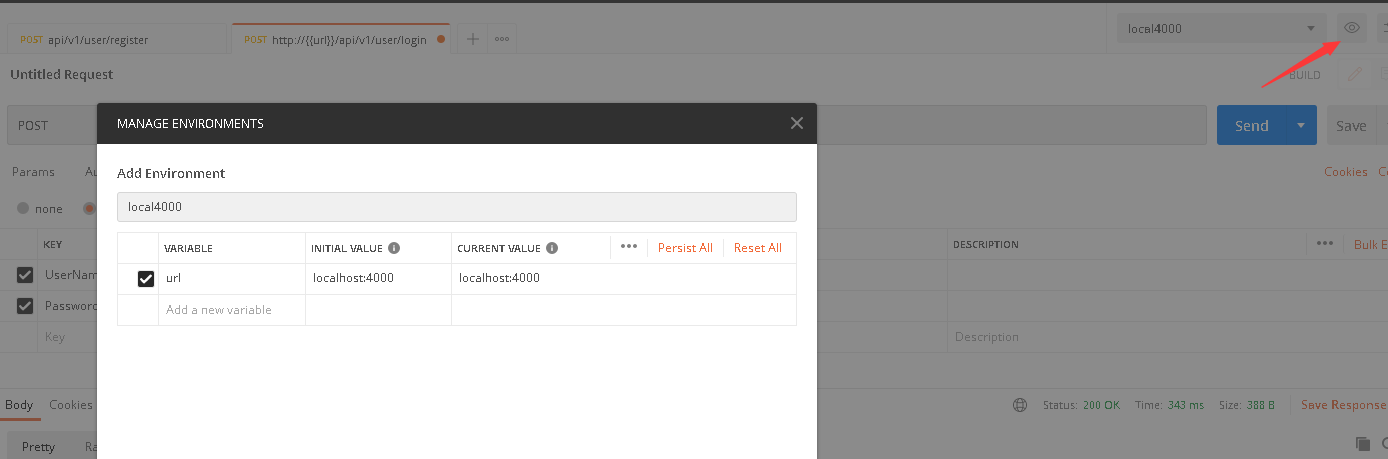 POST api/v1/user/register
POST http://{{url}}/api/v1/user/login
local4000
Untitled Request
BUILD
POST
MANAGE ENVIRONMENTS
Send
Save
Add Environment
Params
Cookies
local4000
none
VARIABLE INITIAL VALUE CURRENT VALUE Persist All Reset All
KEY
DESCRIPTION
Bulk E
UserNam
url localhost:4000 localhost:4000
Password
Add a new variable
Key
Description
Body Cookies
Status: 200 OK Time: 343 ms Size: 388 B Save Response
Pretty Ra